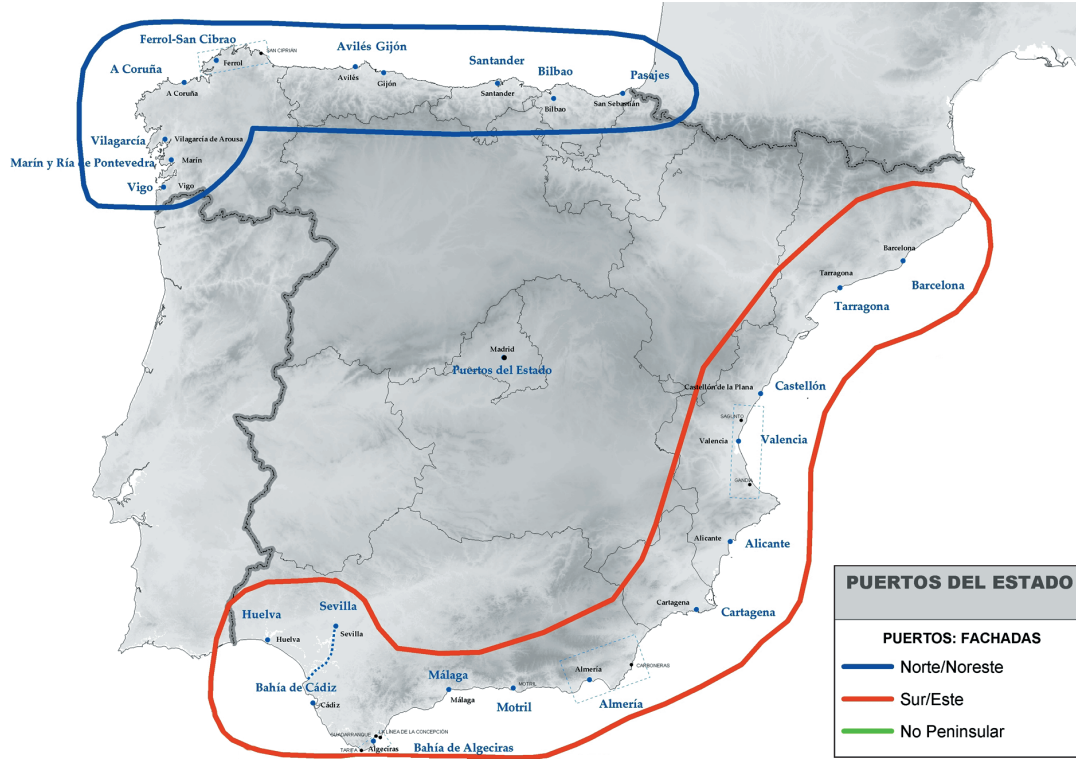 Ferrol-San Cibrao
SAN CIPRIAN
Ferrol
Avilés Gijón
Avilés
Gijón
Santander
Santander
Bilbao
Bilbao
Pasajes
San Sebastián
A Coruña
A Coruña
Vilagarcía
Vilagarcía de Arousa
Marín y Ría de Pontevedra
Marín
Vigo
Vigo
Barcelona
Barcelona
Tarragona
Tarragona
Madrid
Puertos del Estado
Castellón de la Plana
Castellón
SAGUNTO
Valencia
Valencia
GANDIA
Alicante
Alicante
Cartagena
Cartagena
Huelva
Huelva
Sevilla
Sevilla
Bahía de Cádiz
Cádiz
Málaga
Málaga
MOTRIL
Motril
Almería
CARBONERAS
Almería
GUADARRANQUE
LA LÍNEA DE LA CONCEPCIÓN
TARIFA
Algeciras
Bahía de Algeciras
PUERTOS DEL ESTADO
PUERTOS: FACHADAS
Norte/Noreste
Sur/Este
No Peninsular